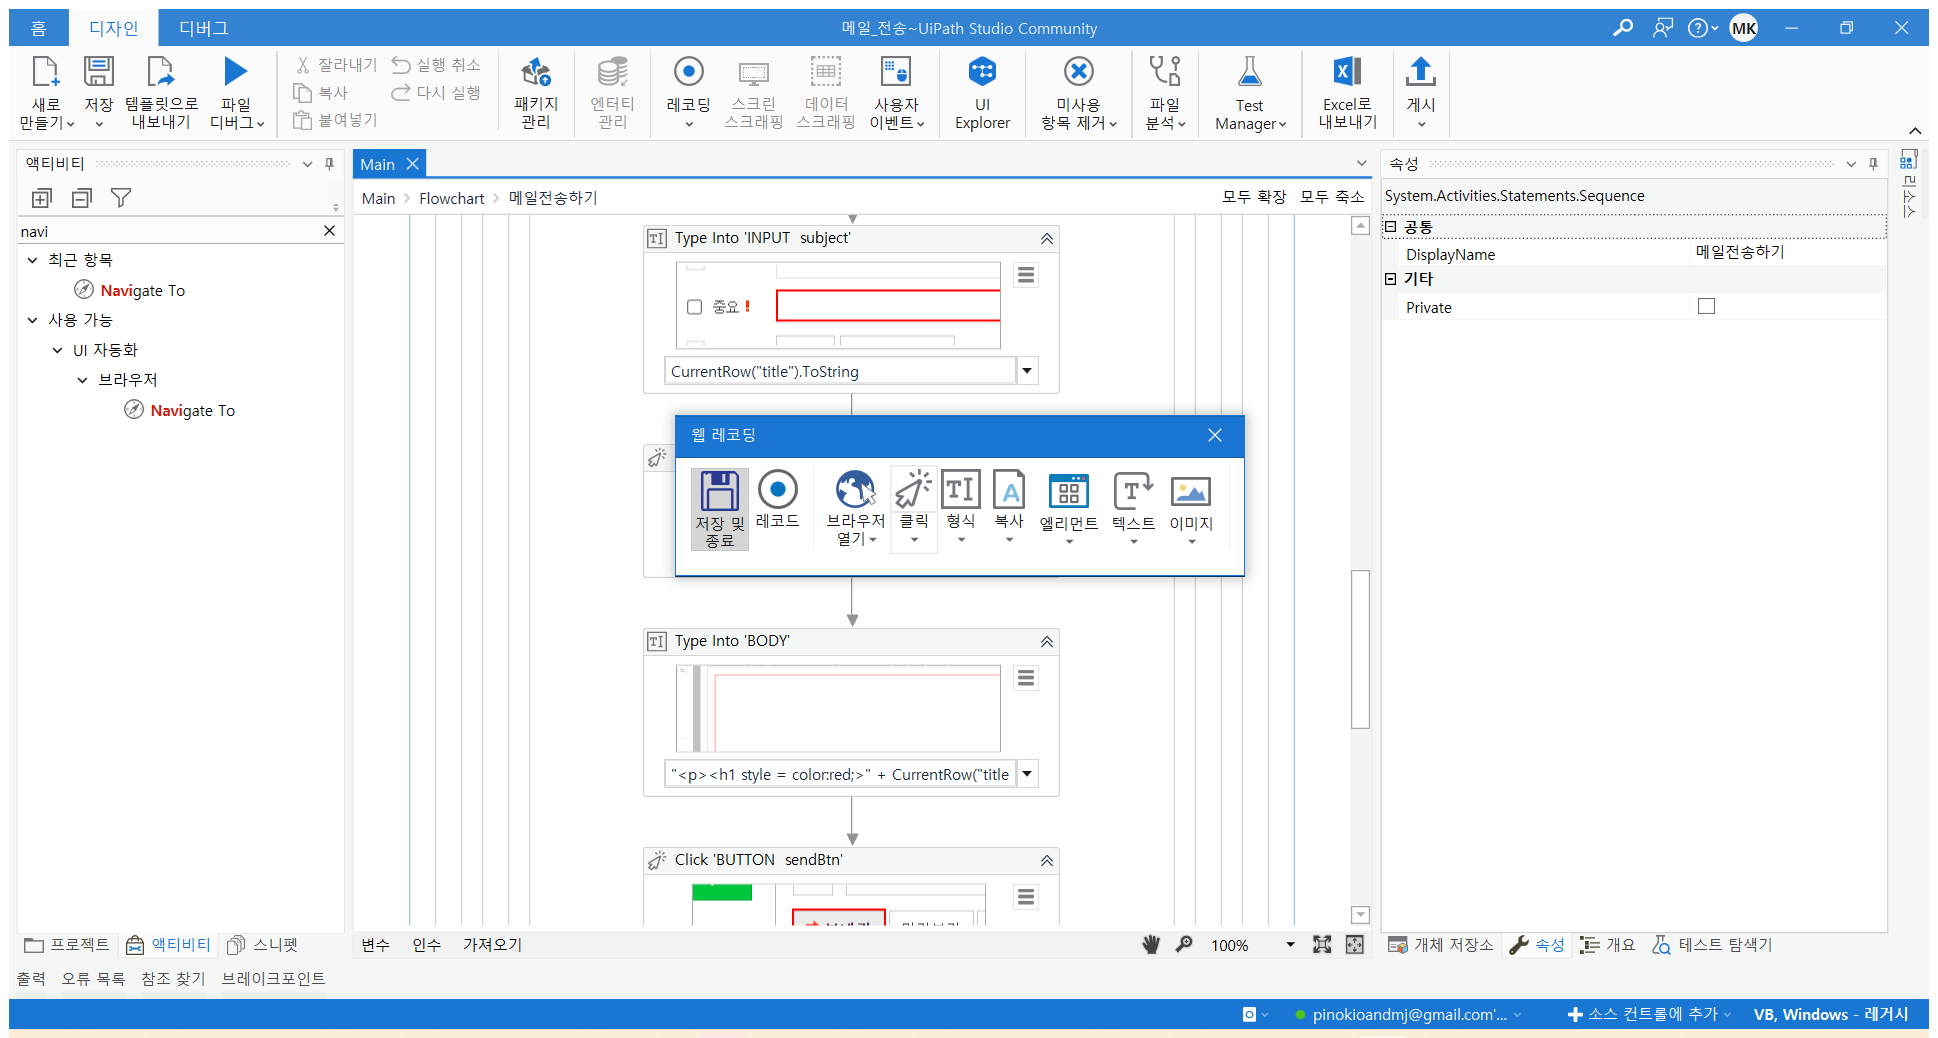 홈 디자인 디버그
메일_전송~UiPath Studio Community
MK
새로
만들기
저장
템플릿으로
내보내기
파일
디버그
잘라내기
복사
붙여넣기
실행 취소
다시 실행
패키지
관리
엔터티
관리
레코딩
스크린
스크래핑
데이터
스크래핑
사용자
이벤트
UI
Explorer
미사용
항목 제거
파일
분석
Test
Manager
Excel로
내보내기
게시
액티비티
navi
최근 항목
Navigate To
사용 가능
UI 자동화
브라우저
Navigate To
프로젝트 액티비티 스니펫
Main
Main > Flowchart > 메일전송하기
모두 확장 모두 축소
Type Into 'INPUT subject'
중요!
CurrentRow("title").ToString
웹 레코딩
저장 및
종료
레코드
브라우저
열기
클릭
형식
복사
엘리먼트
텍스트
이미지
Type Into 'BODY'
"<p><h1 style = color:red;>" + CurrentRow("title
Click 'BUTTON sendBtn'
변수 인수 가져오기
100%
속성
System.Activities.Statements.Sequence
공통
DisplayName 메일전송하기
기타
Private
리소스
개체 저장소 속성 개요 테스트 탐색기
출력 오류 목록 참조 찾기 브레이크포인트
pinokioandmj@gmail.com'...
소스 컨트롤에 추가
VB, Windows - 레거시